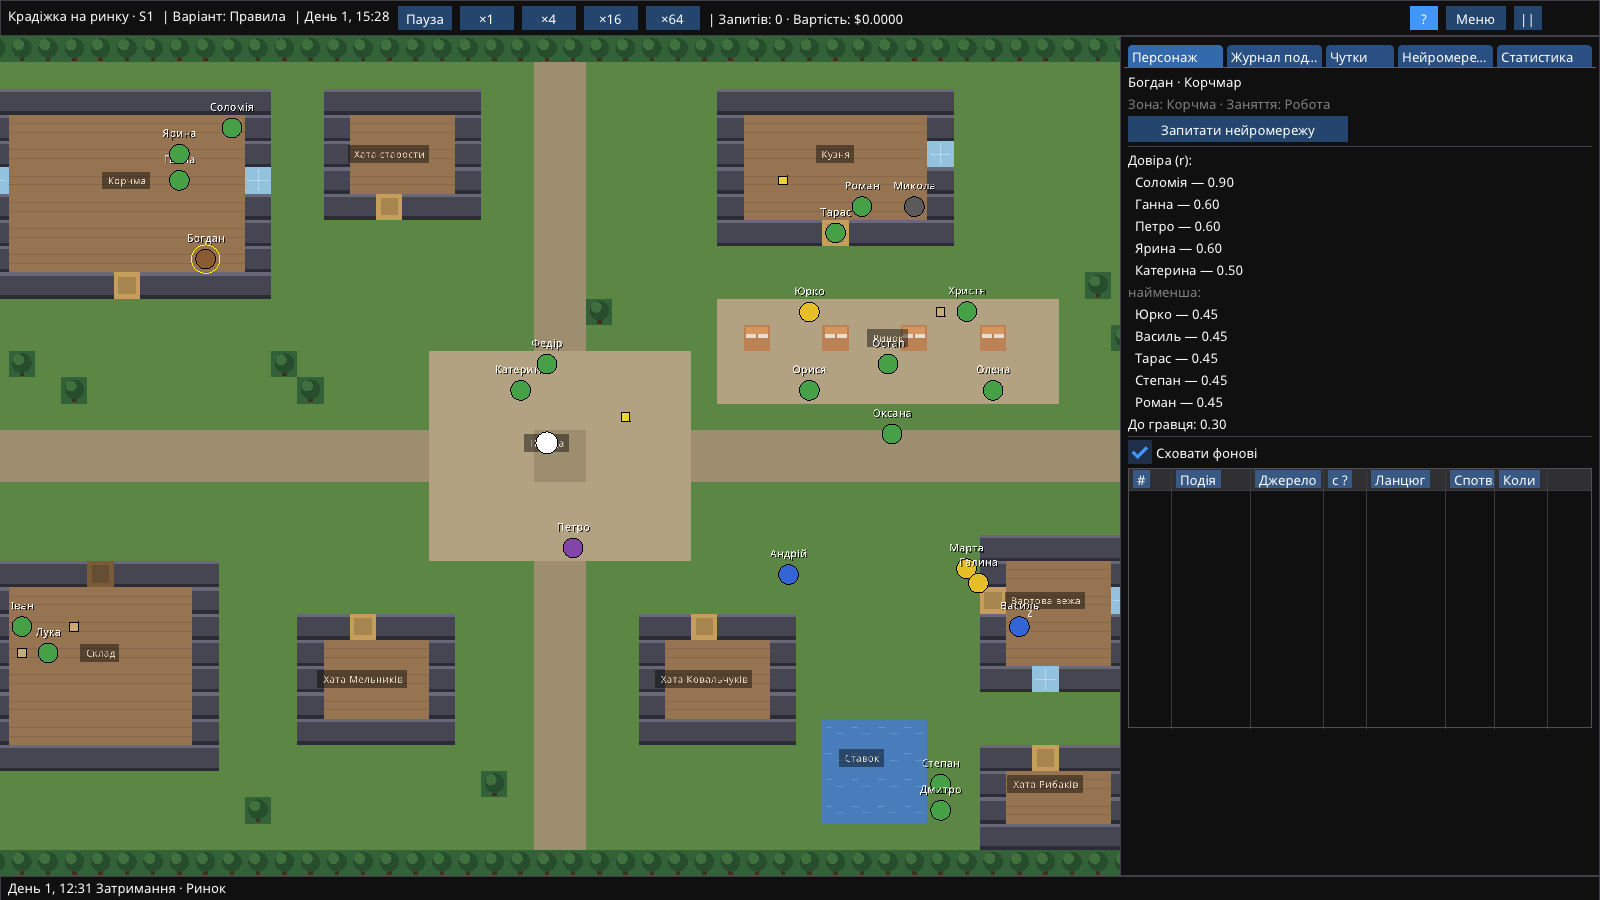 Крадіжка на ринку · S1 | Варіант: Правила | День 1, 15:28 Пауза ×1 ×4 ×16 ×64 | Запитів: 0 · Вартість: $0.0000 ? Меню ||
Персонаж Журнал под... Чутки Нейромере... Статистика
Богдан · Корчмар
Зона: Корчма · Заняття: Робота
Запитати нейромережу
Довіра (r):
Соломія — 0.90
Ганна — 0.60
Петро — 0.60
Ярина — 0.60
Катерина — 0.50
найменша:
Юрко — 0.45
Василь — 0.45
Тарас — 0.45
Степан — 0.45
Роман — 0.45
До гравця: 0.30
Сховати фонові
# Подія Джерело с ? Ланцюг Спотв Коли
Соломія
Ярина
Корчма
Богдан
Хата старости
Кузня
Роман
Микола
Тарас
Юрко
Христя
Остап
Орися
Олена
Оксана
Федір
Катерин
Петро
Андрій
Марта
Галина
Вартова вежа
Василь
z
Іван
Лука
Склад
Хата Мельників
Хата Ковальчуків
Ставок
Степан
Дмитро
Хата Рибаків
День 1, 12:31 Затримання · Ринок